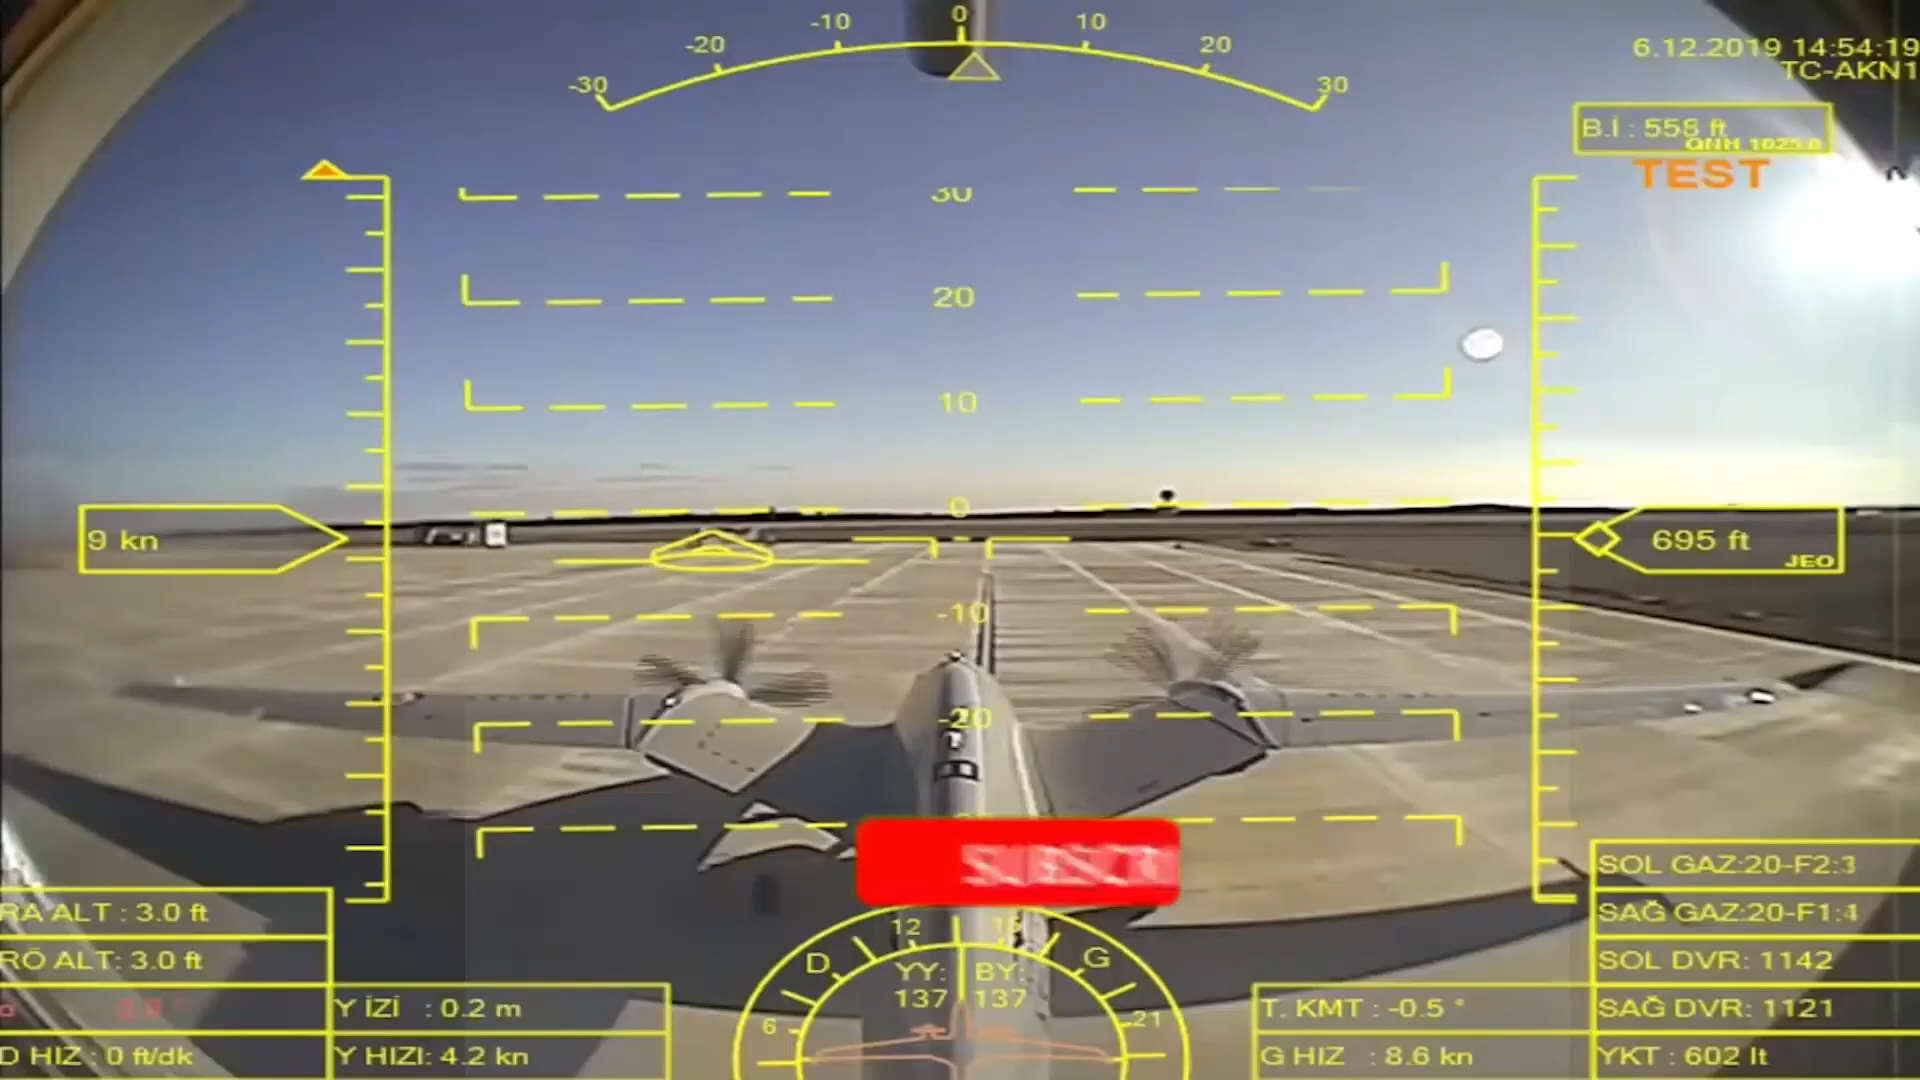 -30 -20 -10 0 10 20 30
6.12.2019 14:54:19
TC-AKN1
B.İ : 558 ft
QNH 1025.8
TEST
30
20
10
0
-10
-20
9 kn
695 ft
JEO
RA ALT : 3.0 ft
RÖ ALT: 3.0 ft
Y İZİ : 0.2 m
D HIZ : 0 ft/dk
Y HIZI: 4.2 kn
6 D 12 15 G 21
YY: 137
BY: 137
T. KMT : -0.5 °
G HIZ : 8.6 kn
SOL GAZ:20-F2:3
SAĞ GAZ:20-F1:4
SOL DVR: 1142
SAĞ DVR: 1121
YKT : 602 lt